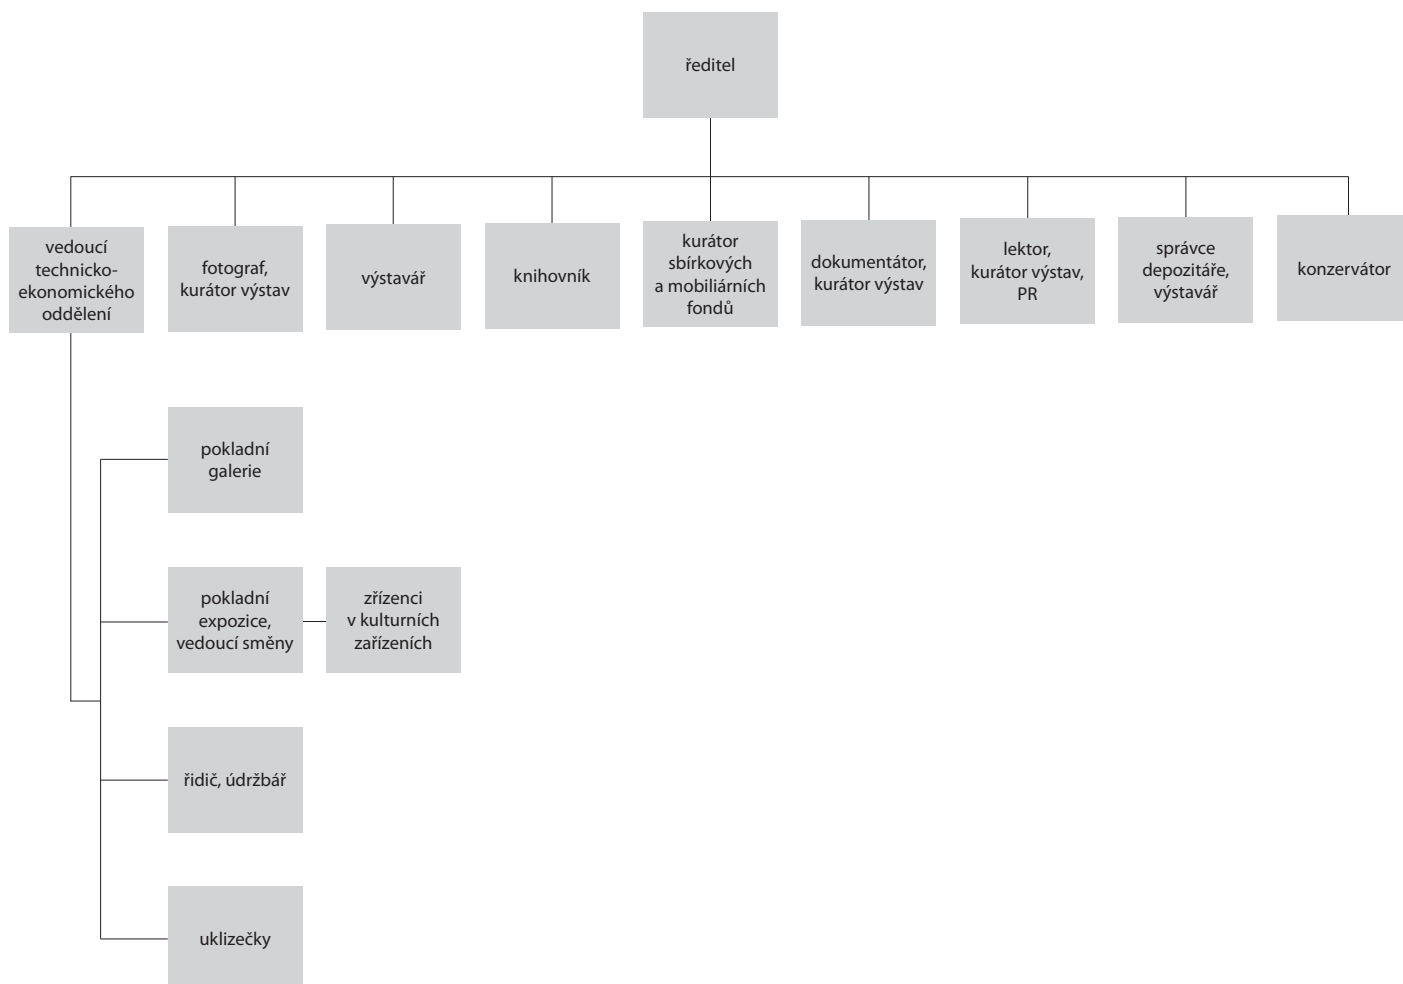 ředitel
vedoucí
technicko-
ekonomického
oddělení
fotograf,
kurátor výstav
výstavář
knihovník
kurátor
sbírkových
a mobiliárních
fondů
dokumentátor,
kurátor výstav
lektor,
kurátor výstav,
PR
správce
depozitáře,
výstavář
konzervátor
pokladní
galerie
pokladní
expozice,
vedoucí směny
zřízenci
v kulturních
zařízeních
řidič, údržbář
uklizečky